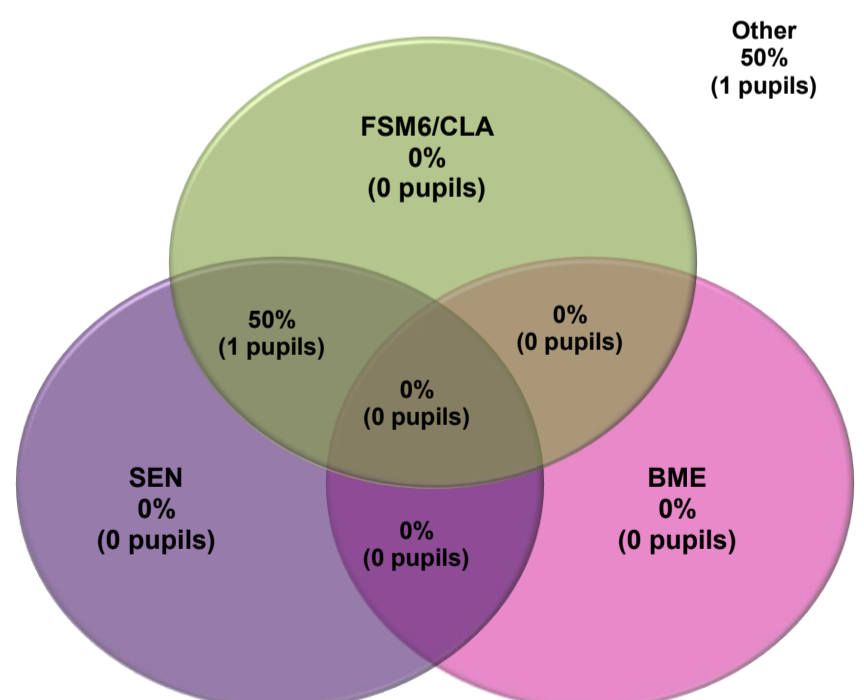 Other
50%
(1 pupils)
FSM6/CLA
0%
(0 pupils)
50%
(1 pupils)
0%
(0 pupils)
0%
(0 pupils)
SEN
0%
(0 pupils)
BME
0%
(0 pupils)
0%
(0 pupils)